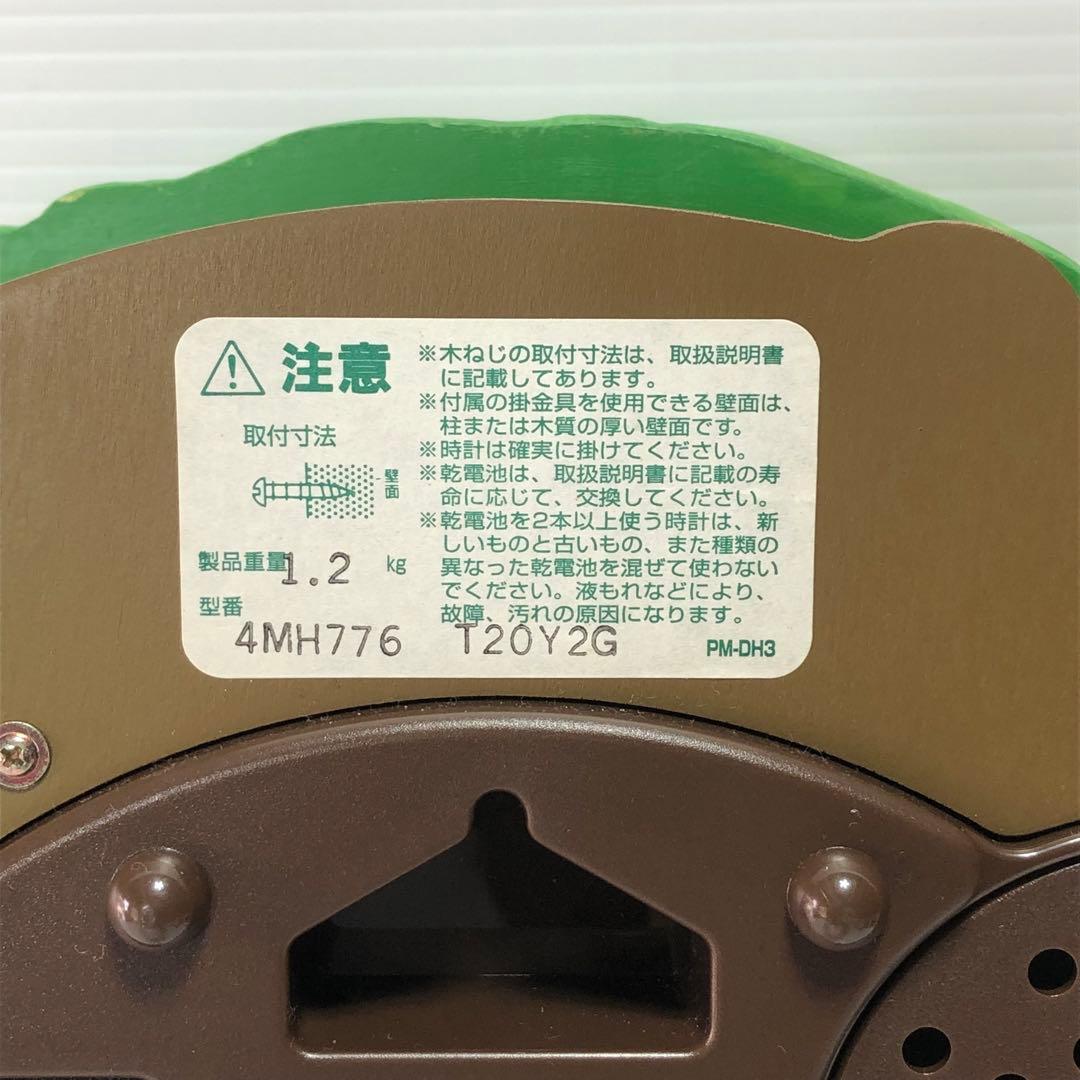 注意
取付寸法
壁面
製品重量 1.2 kg
型番
4MH776 T20Y2G
※木ねじの取付寸法は、取扱説明書
に記載してあります。
※付属の掛金具を使用できる壁面は、
柱または木質の厚い壁面です。
※時計は確実に掛けてください。
※乾電池は、取扱説明書に記載の寿
命に応じて、交換してください。
※乾電池を2本以上使う時計は、新
しいものと古いもの、また種類の
異なった乾電池を混ぜて使わない
でください。液もれなどにより、
故障、汚れの原因になります。
PM-DH3